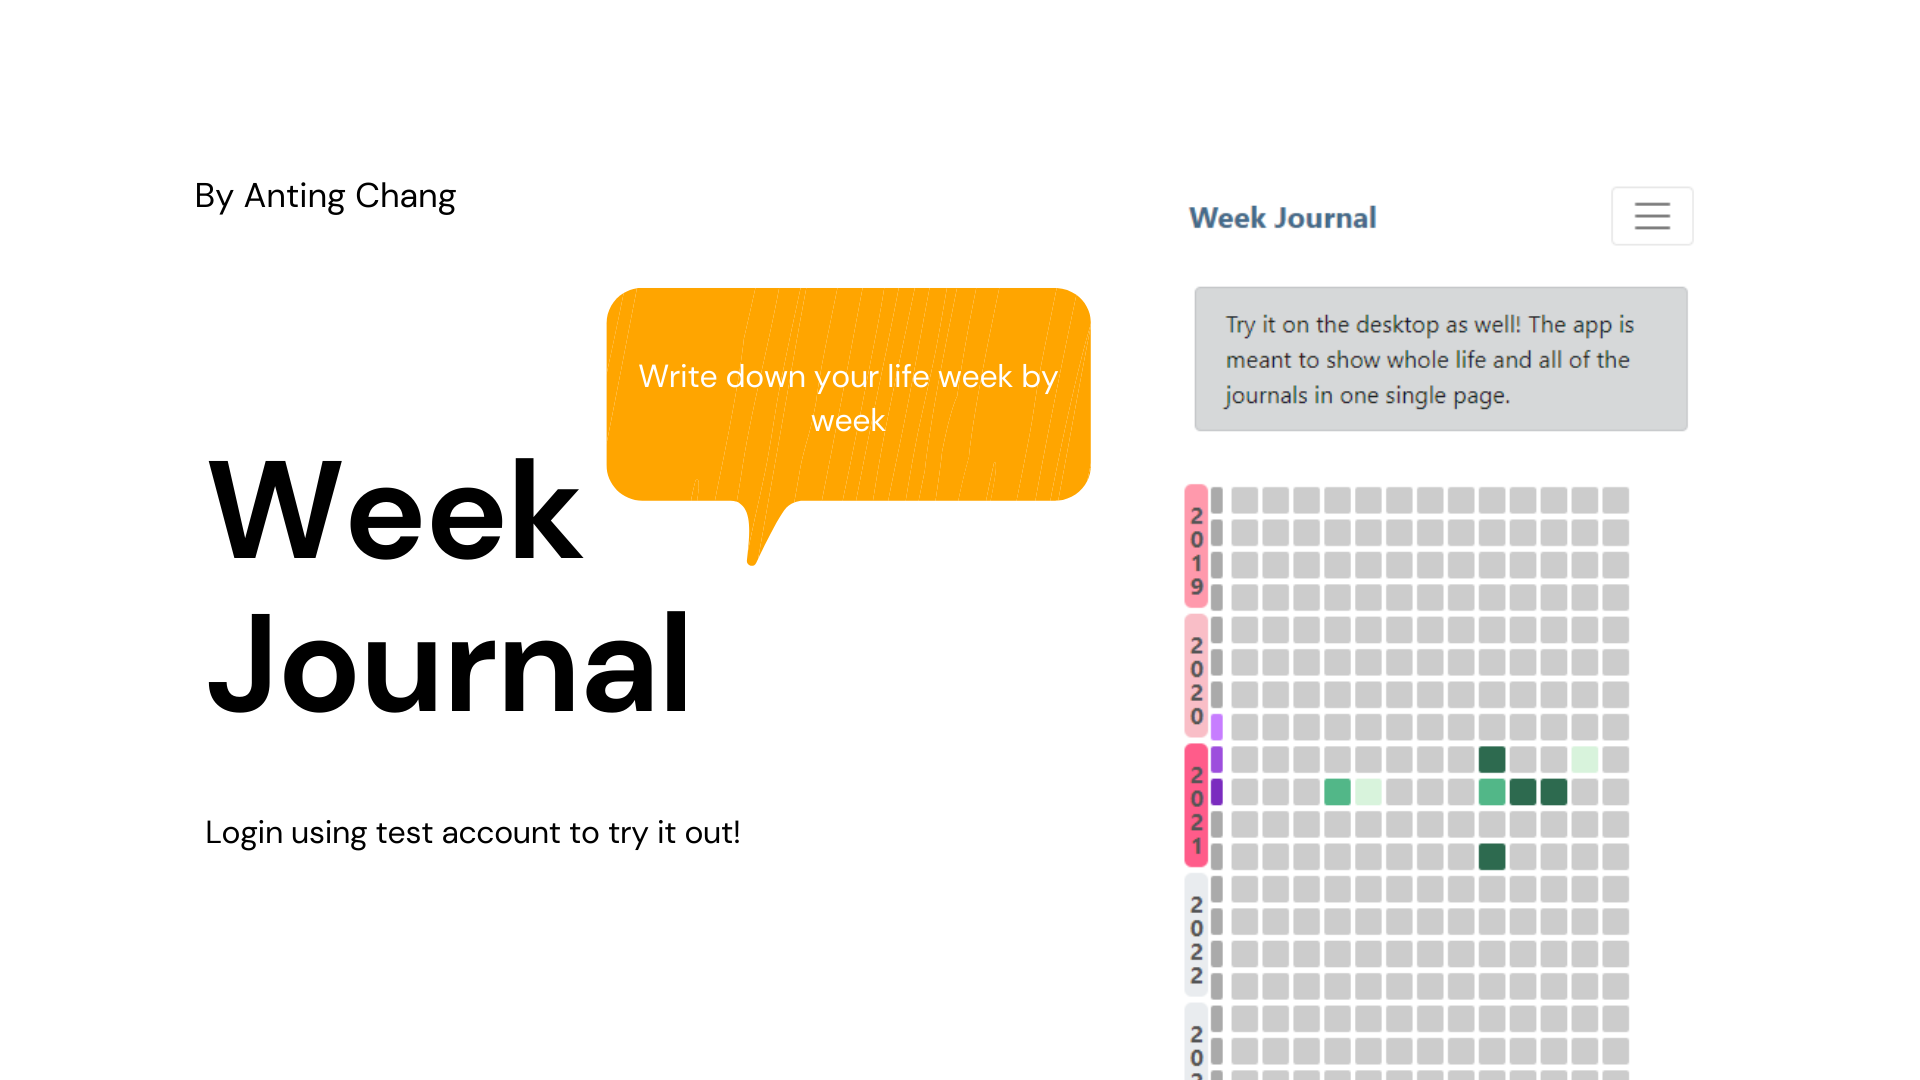 By Anting Chang
Write down your life week by
week
Week
Journal
Login using test account to try it out!
Week Journal
Try it on the desktop as well! The app is
meant to show whole life and all of the
journals in one single page.
2019
2020
2021
2022
20